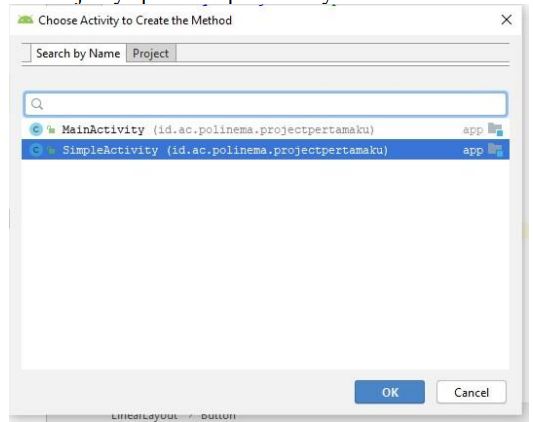 Choose Activity to Create the Method
Search by Name Project
MainActivity (id.ac.polinema.projectpertamaku) app
SimpleActivity (id.ac.polinema.projectpertamaku) app
OK Cancel
LinearLayout Button